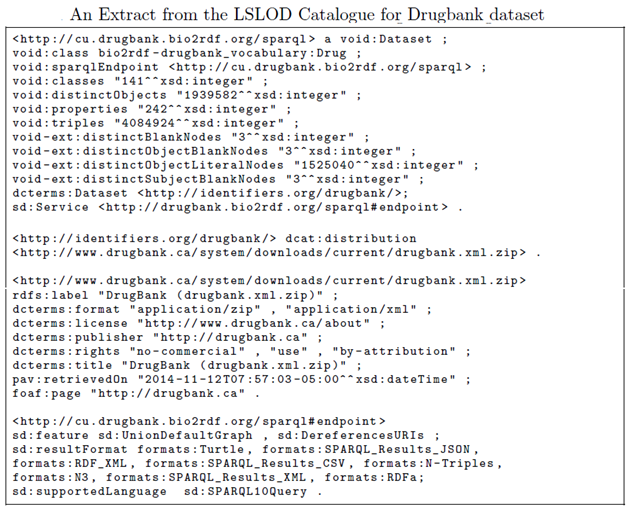 An Extract from the LSLOD Catalogue for Drugbank dataset
<http://cu.drugbank.bio2rdf.org/sparql> a void:Dataset ;
void:class bio2rdf-drugbank_vocabulary:Drug ;
void:sparqlEndpoint <http://cu.drugbank.bio2rdf.org/sparql> ;
void:classes "141^^xsd:integer" ;
void:distinctObjects "1939582^^xsd:integer" ;
void:properties "242^^xsd:integer" ;
void:triples "4084924^^xsd:integer" ;
void-ext:distinctBlankNodes "3^^xsd:integer" ;
void-ext:distinctObjectBlankNodes "3^^xsd:integer" ;
void-ext:distinctObjectLiteralNodes "1525040^^xsd:integer" ;
void-ext:distinctSubjectBlankNodes "3^^xsd:integer" ;
dcterms:Dataset <http://identifiers.org/drugbank/>;
sd:Service <http://drugbank.bio2rdf.org/sparql#endpoint> .
<http://identifiers.org/drugbank/> dcat:distribution
<http://www.drugbank.ca/system/downloads/current/drugbank.xml.zip> .
<http://www.drugbank.ca/system/downloads/current/drugbank.xml.zip>
rdfs:label "DrugBank (drugbank.xml.zip)" ;
dcterms:format "application/zip" , "application/xml" ;
dcterms:license "http://www.drugbank.ca/about" ;
dcterms:publisher "http://drugbank.ca" ;
dcterms:rights "no-commercial" , "use" , "by-attribution" ;
dcterms:title "DrugBank (drugbank.xml.zip)" ;
pav:retrievedOn "2014-11-12T07:57:03-05:00^^xsd:dateTime" ;
foaf:page "http://drugbank.ca" .
<http://cu.drugbank.bio2rdf.org/sparql#endpoint>
sd:feature sd:UnionDefaultGraph , sd:DereferencesURIs ;
sd:resultFormat formats:Turtle, formats:SPARQL_Results_JSON,
formats:RDF_XML, formats:SPARQL_Results_CSV, formats:N-Triples,
formats:N3, formats:SPARQL_Results_XML, formats:RDFa;
sd:supportedLanguage sd:SPARQL10Query .